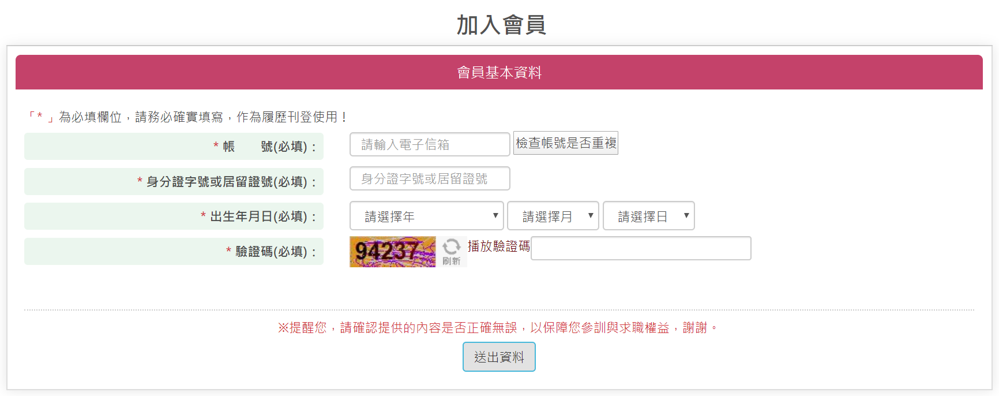 加入會員
會員基本資料
「* 」為必填欄位，請務必確實填寫，作為履歷刊登使用！
* 帳　　號(必填)： 請輸入電子信箱 檢查帳號是否重複
* 身分證字號或居留證號(必填)： 身分證字號或居留證號
* 出生年月日(必填)： 請選擇年 請選擇月 請選擇日
* 驗證碼(必填)： 94237 刷新 播放驗證碼
※提醒您，請確認提供的內容是否正確無誤，以保障您參訓與求職權益，謝謝。
送出資料